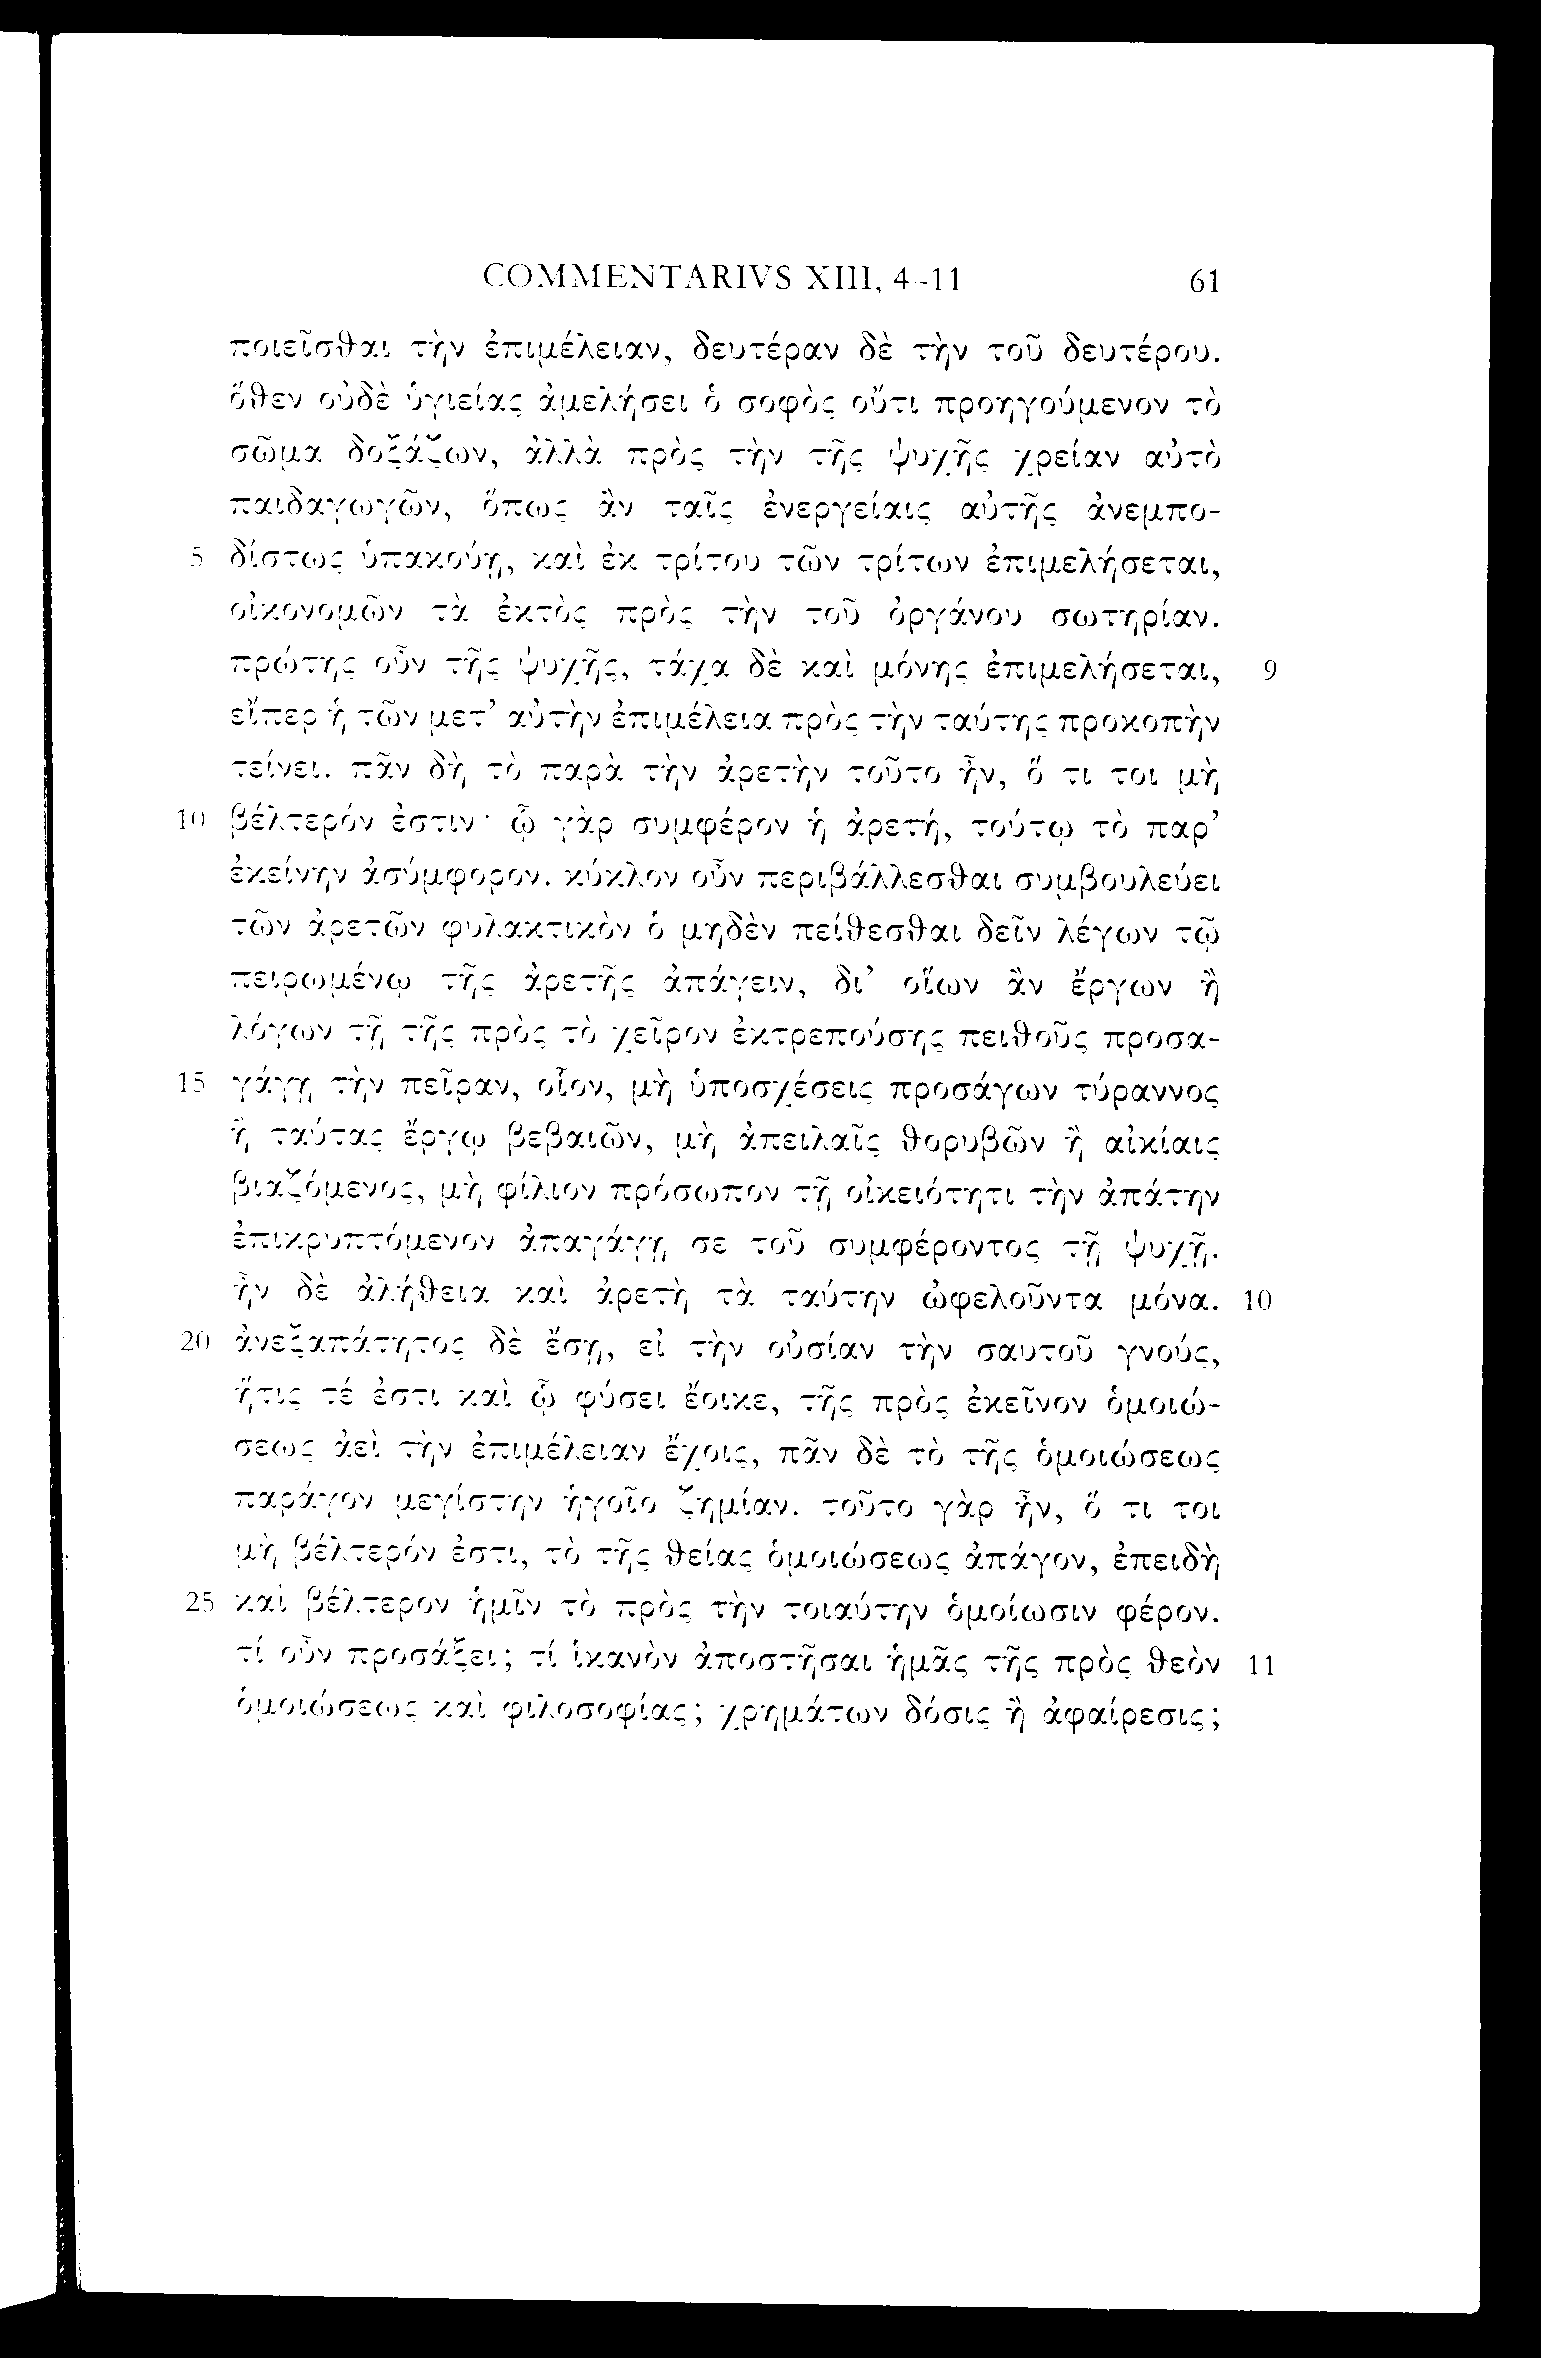 COMMENTARIVS XIII, 4-11 61
ποιεῖσθαι τὴν ἐπιμέλειαν, δευτέραν δὲ τὴν τοῦ δευτέρου.
ὅθεν οὐδὲ ὑγιείας ἀμελήσει ὁ σοφὸς οὔτι προηγούμενον τὸ
σῶμα δοξάζων, ἀλλὰ πρὸς τὴν τῆς ψυχῆς χρείαν αὐτὸ
παιδαγωγῶν, ὅπως ἂν ταῖς ἐνεργείαις αὐτῆς ἀνεμπο-
5 δίστως ὑπακούῃ, καὶ ἐκ τρίτου τῶν τρίτων ἐπιμελήσεται,
οἰκονομῶν τὰ ἐκτὸς πρὸς τὴν τοῦ ὀργάνου σωτηρίαν.
πρώτης οὖν τῆς ψυχῆς, τάχα δὲ καὶ μόνης ἐπιμελήσεται, 9
εἴπερ ἡ τῶν μετ’ αὐτὴν ἐπιμέλεια πρὸς τὴν ταύτης προκοπὴν
τείνει. πᾶν δὴ τὸ παρὰ τὴν ἀρετὴν τοῦτο ἦν, ὅ τι τοι μὴ
10 βέλτερόν ἐστιν· ᾧ γὰρ συμφέρον ἡ ἀρετή, τούτῳ τὸ παρ’
ἐκείνην ἀσύμφορον. κύκλον οὖν περιβάλλεσθαι συμβουλεύει
τῶν ἀρετῶν φυλακτικὸν ὁ μηδὲν πείθεσθαι δεῖν λέγων τῷ
πειρωμένῳ τῆς ἀρετῆς ἀπάγειν, δι’ οἵων ἂν ἔργων ἢ
λόγων τῇ τῆς πρὸς τὸ χεῖρον ἐκτρεπούσης πειθοῦς προσα-
15 γάγῃ τὴν πεῖραν, οἷον, μὴ ὑποσχέσεις προσάγων τύραννος
ἢ ταύτας ἔργῳ βεβαιῶν, μὴ ἀπειλαῖς θορυβῶν ἢ αἰκίαις
βιαζόμενος, μὴ φίλιον πρόσωπον τῇ οἰκειότητι τὴν ἀπάτην
ἐπικρυπτόμενον ἀπαγάγῃ σε τοῦ συμφέροντος τῇ ψυχῇ.
ἦν δὲ ἀλήθεια καὶ ἀρετὴ τὰ ταύτην ὠφελοῦντα μόνα. 10
20 ἀνεξαπάτητος δὲ ἔσῃ, εἰ τὴν οὐσίαν τὴν σαυτοῦ γνούς,
ἥτις τέ ἐστι καὶ ᾧ φύσει ἔοικε, τῆς πρὸς ἐκεῖνον ὁμοιώ-
σεως ἀεὶ τὴν ἐπιμέλειαν ἔχοις, πᾶν δὲ τὸ τῆς ὁμοιώσεως
παράγον μεγίστην ἡγοῖο ζημίαν. τοῦτο γὰρ ἦν, ὅ τι τοι
μὴ βέλτερόν ἐστι, τὸ τῆς θείας ὁμοιώσεως ἀπάγον, ἐπειδὴ
25 καὶ βέλτερον ἡμῖν τὸ πρὸς τὴν τοιαύτην ὁμοίωσιν φέρον.
τί οὖν προσάξει; τί ἱκανὸν ἀποστῆσαι ἡμᾶς τῆς πρὸς θεὸν 11
ὁμοιώσεως καὶ φιλοσοφίας; χρημάτων δόσις ἢ ἀφαίρεσις;